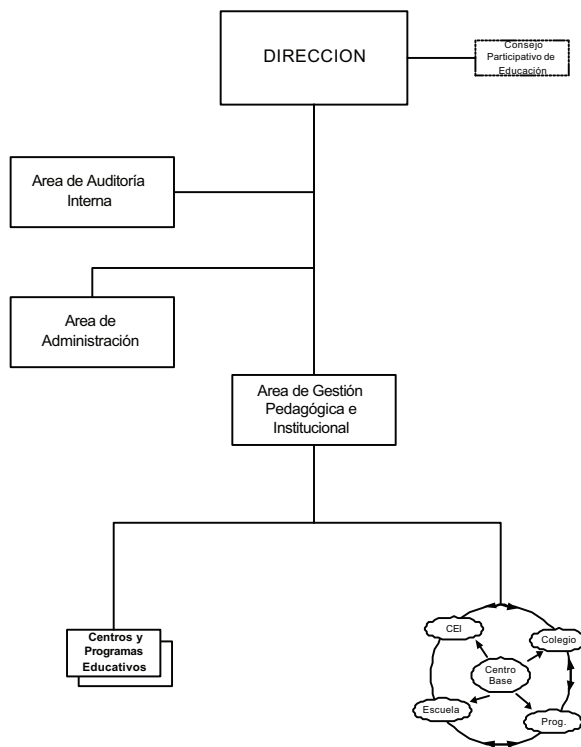 DIRECCION
Consejo
Participativo de
Educación
Area de Auditoría
Interna
Area de
Administración
Area de Gestión
Pedagógica e
Institucional
Centros y
Programas
Educativos
CEI
Colegio
Centro
Base
Escuela
Prog.